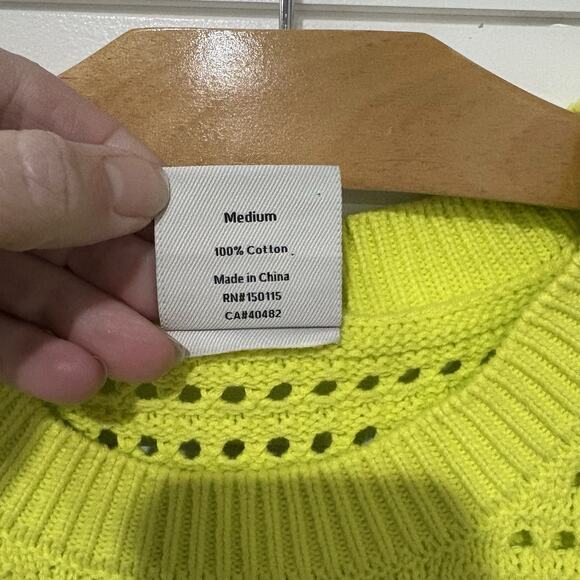 Medium
100% Cotton
Made in China
RN#150115
CA#40482